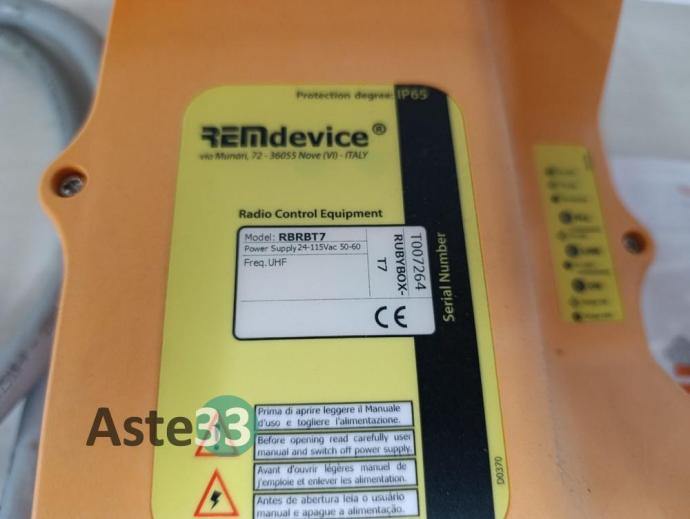 Protection degree: IP65
REMdevice®
via Munari, 72 - 36055 Nove (VI) - ITALY
Radio Control Equipment
Model: RBRBT7
Power Supply 24-115Vac 50-60
Freq.UHF
RUBYBOX-
T7
T007264
Serial Number
CE
Aste33
Prima di aprire leggere il Manuale
d'uso e togliere l'alimentazione.
Before opening read carefully user
manual and switch off power supply.
Avant d'ouvrir légères manuel de
j'emploie et enlever les alimentation.
Antes de abertura leia o usuário
manual e apague a alimentação.
D0370